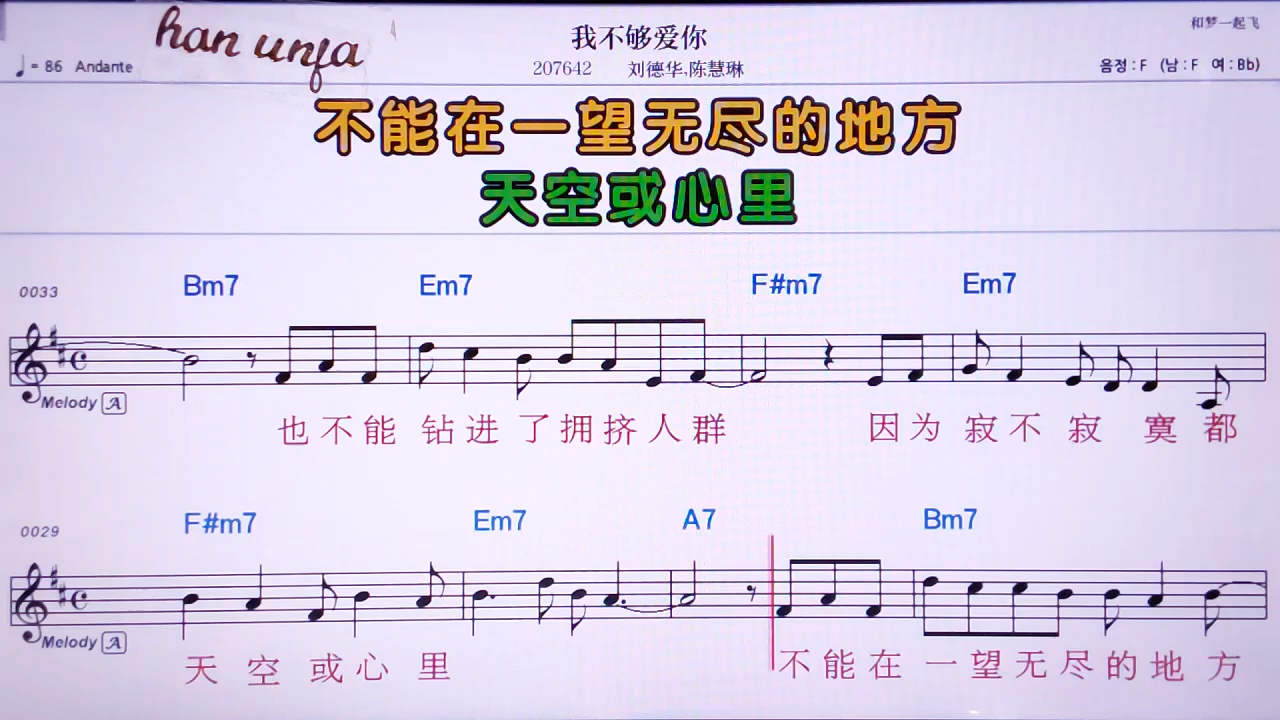 han unfa
我不够爱你
和梦一起飞
♩= 86 Andante
207642 刘德华,陈慧琳
음정 : F (남 : F 여 : Bb)
不能在一望无尽的地方
天空或心里
0033
Bm7 Em7 F#m7 Em7
Melody A
也不能 钻进了拥挤人群 因为 寂不寂寞都
0029
F#m7 Em7 A7 Bm7
Melody A
天空或心里 不能在 一望无尽的地方